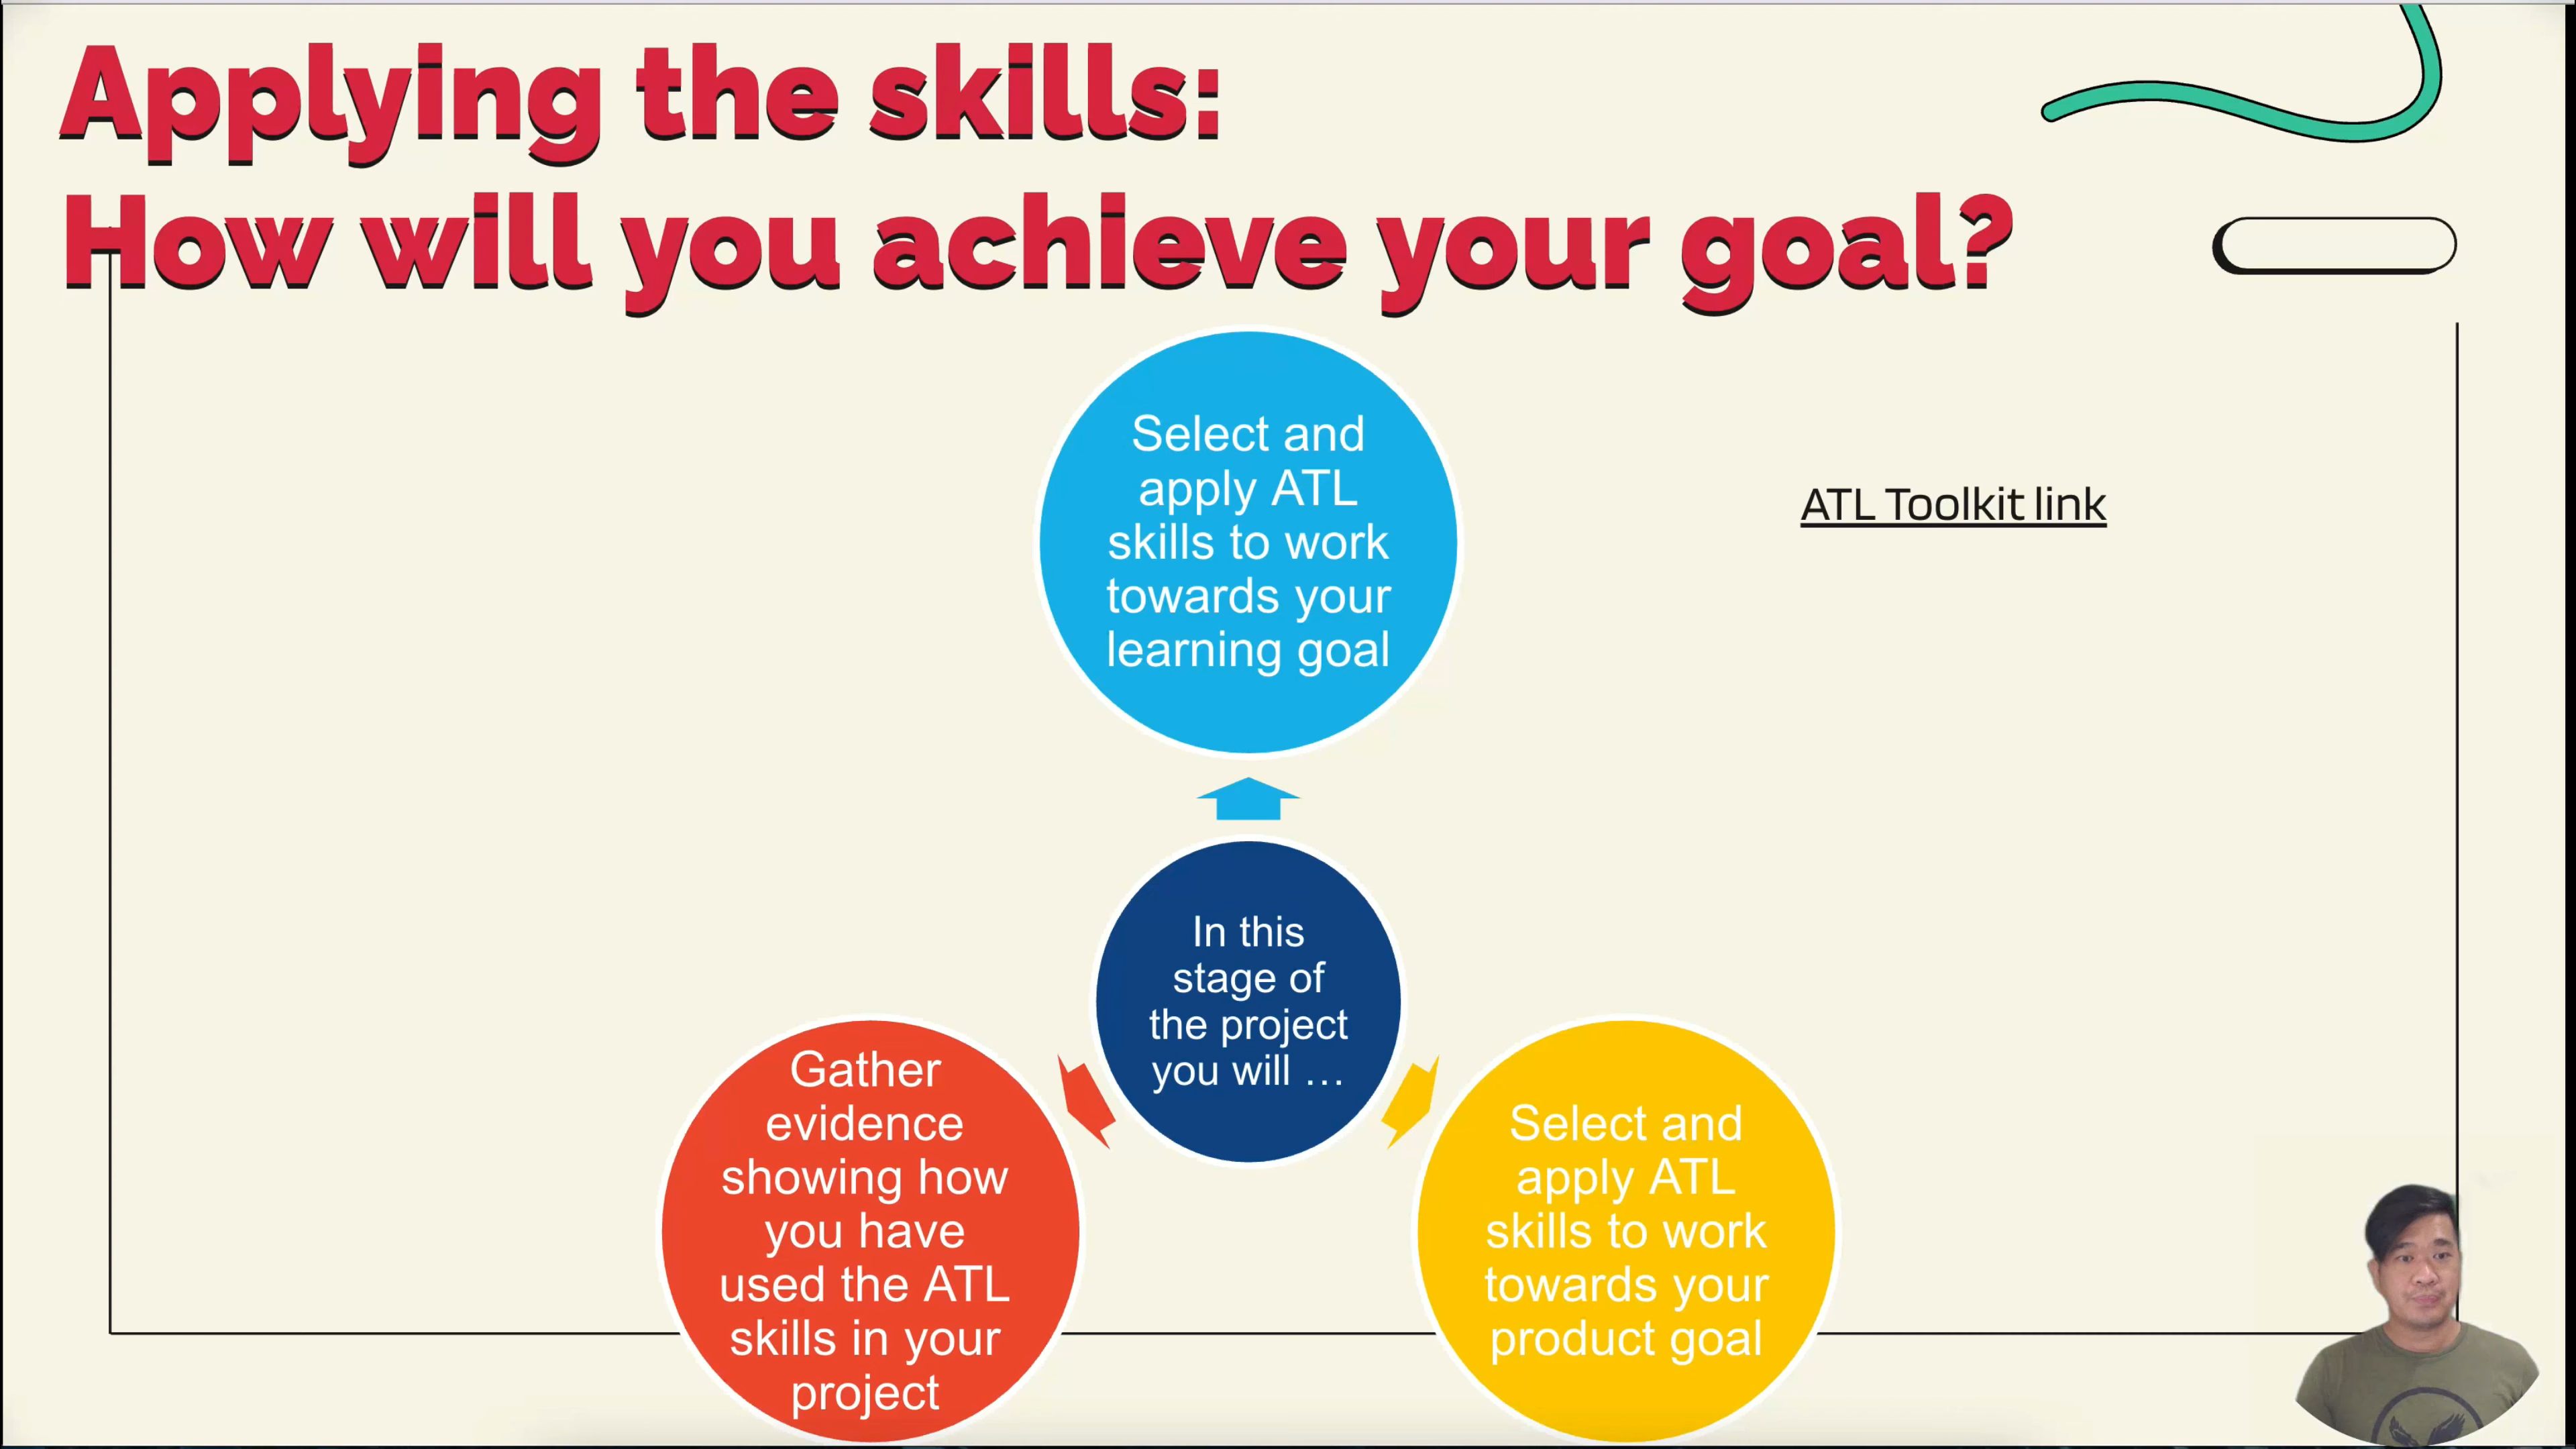 Applying the skills:
How will you achieve your goal?
Select and
apply ATL
skills to work
towards your
learning goal
ATL Toolkit link
In this
stage of
the project
you will …
Gather
evidence
showing how
you have
used the ATL
skills in your
project
Select and
apply ATL
skills to work
towards your
product goal